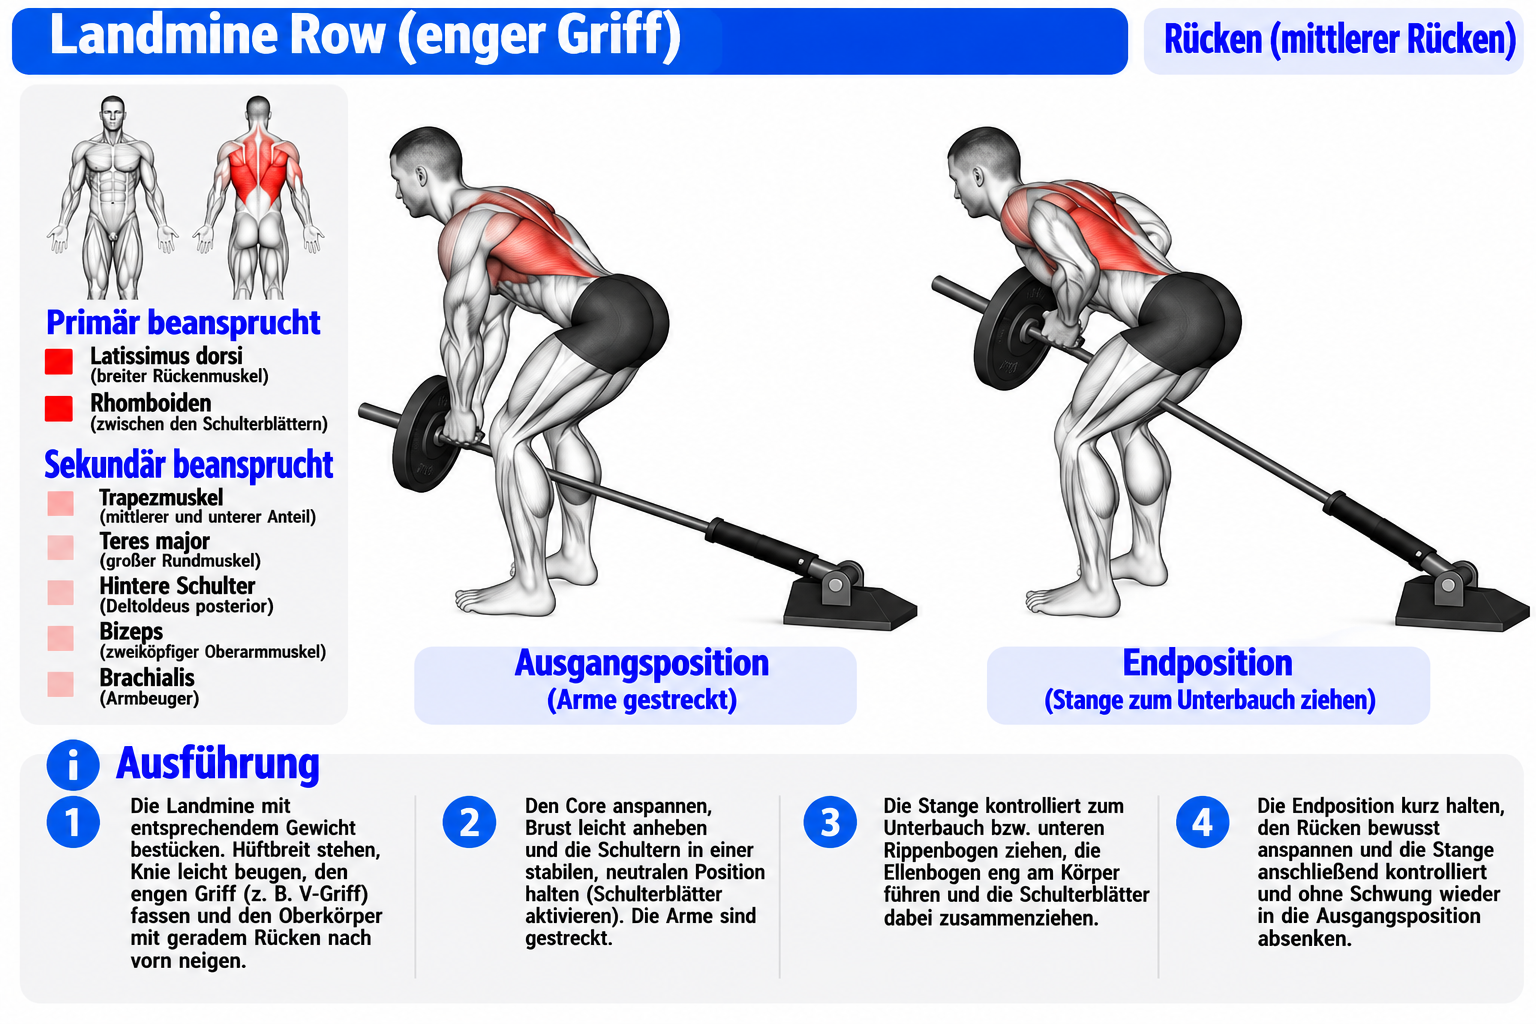 Landmine Row (enger Griff)
Rücken (mittlerer Rücken)
Primär beansprucht
Latissimus dorsi
(breiter Rückenmuskel)
Rhomboiden
(zwischen den Schulterblättern)
Sekundär beansprucht
Trapezmuskel
(mittlerer und unterer Anteil)
Teres major
(großer Rundmuskel)
Hintere Schulter
(Deltoldeus posterior)
Bizeps
(zweiköpfiger Oberarmmuskel)
Brachialis
(Armbeuger)
Ausgangsposition
(Arme gestreckt)
Endposition
(Stange zum Unterbauch ziehen)
i Ausführung
1
Die Landmine mit
entsprechendem Gewicht
bestücken. Hüftbreit stehen,
Knie leicht beugen, den
engen Griff (z. B. V-Griff)
fassen und den Oberkörper
mit geradem Rücken nach
vorn neigen.
2
Den Core anspannen,
Brust leicht anheben
und die Schultern in einer
stabilen, neutralen Position
halten (Schulterblätter
aktivieren). Die Arme sind
gestreckt.
3
Die Stange kontrolliert zum
Unterbauch bzw. unteren
Rippenbogen ziehen, die
Ellenbogen eng am Körper
führen und die Schulterblätter
dabei zusammenziehen.
4
Die Endposition kurz halten,
den Rücken bewusst
anspannen und die Stange
anschließend kontrolliert
und ohne Schwung wieder
in die Ausgangsposition
absenken.